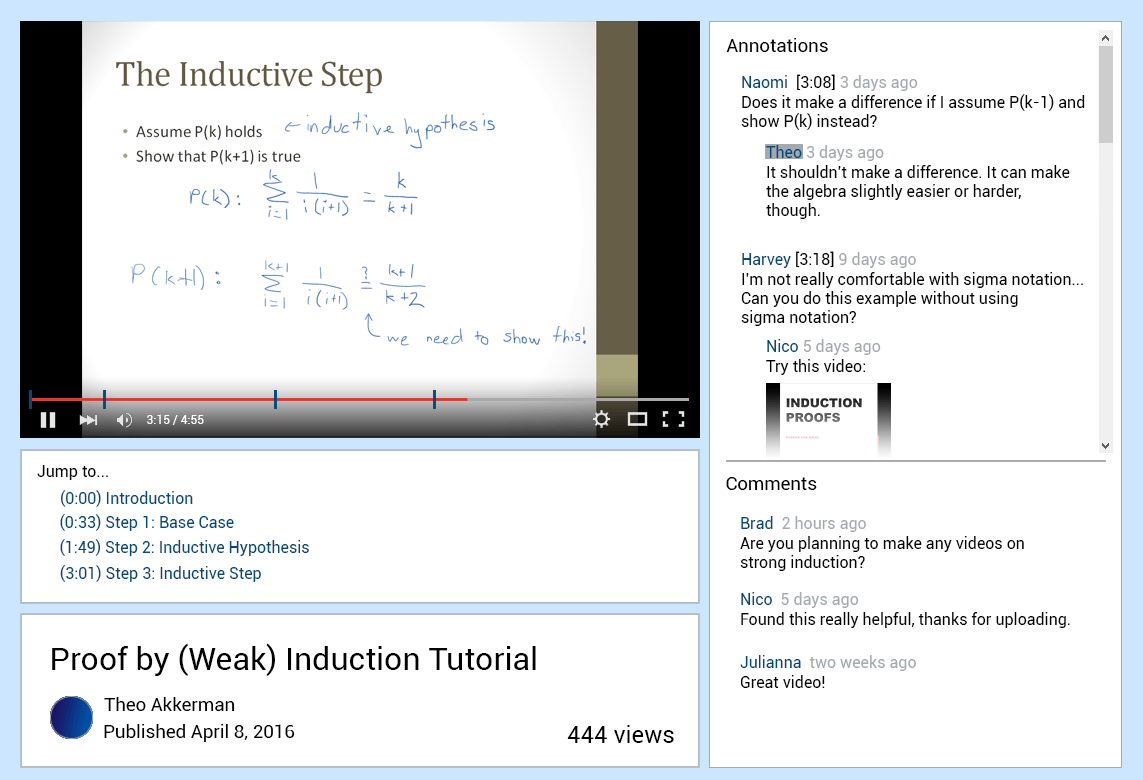 The Inductive Step
• Assume P(k) holds ← inductive hypothesis
• Show that P(k+1) is true
P(k): k ∑ i=1 1/i(i+1) = k/k+1
P(k+1): k+1 ∑ i=1 1/i(i+1) ?= k+1/k+2
we need to show this!
3:15 / 4:55
Jump to...
(0:00) Introduction
(0:33) Step 1: Base Case
(1:49) Step 2: Inductive Hypothesis
(3:01) Step 3: Inductive Step
Proof by (Weak) Induction Tutorial
Theo Akkerman
Published April 8, 2016
444 views
Annotations
Naomi [3:08] 3 days ago
Does it make a difference if I assume P(k-1) and
show P(k) instead?
Theo 3 days ago
It shouldn't make a difference. It can make
the algebra slightly easier or harder,
though.
Harvey [3:18] 9 days ago
I'm not really comfortable with sigma notation...
Can you do this example without using
sigma notation?
Nico 5 days ago
Try this video:
INDUCTION
PROOFS
Comments
Brad 2 hours ago
Are you planning to make any videos on
strong induction?
Nico 5 days ago
Found this really helpful, thanks for uploading.
Julianna two weeks ago
Great video!